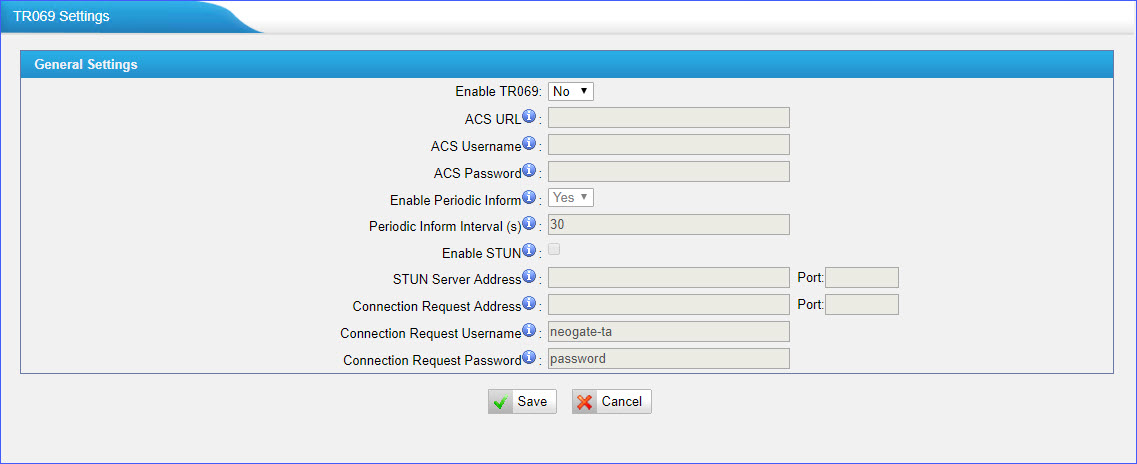 TR069 Settings
General Settings
Enable TR069: No
ACS URL :
ACS Username :
ACS Password :
Enable Periodic Inform : Yes
Periodic Inform Interval (s) : 30
Enable STUN :
STUN Server Address : Port:
Connection Request Address : Port:
Connection Request Username : neogate-ta
Connection Request Password : password
Save Cancel